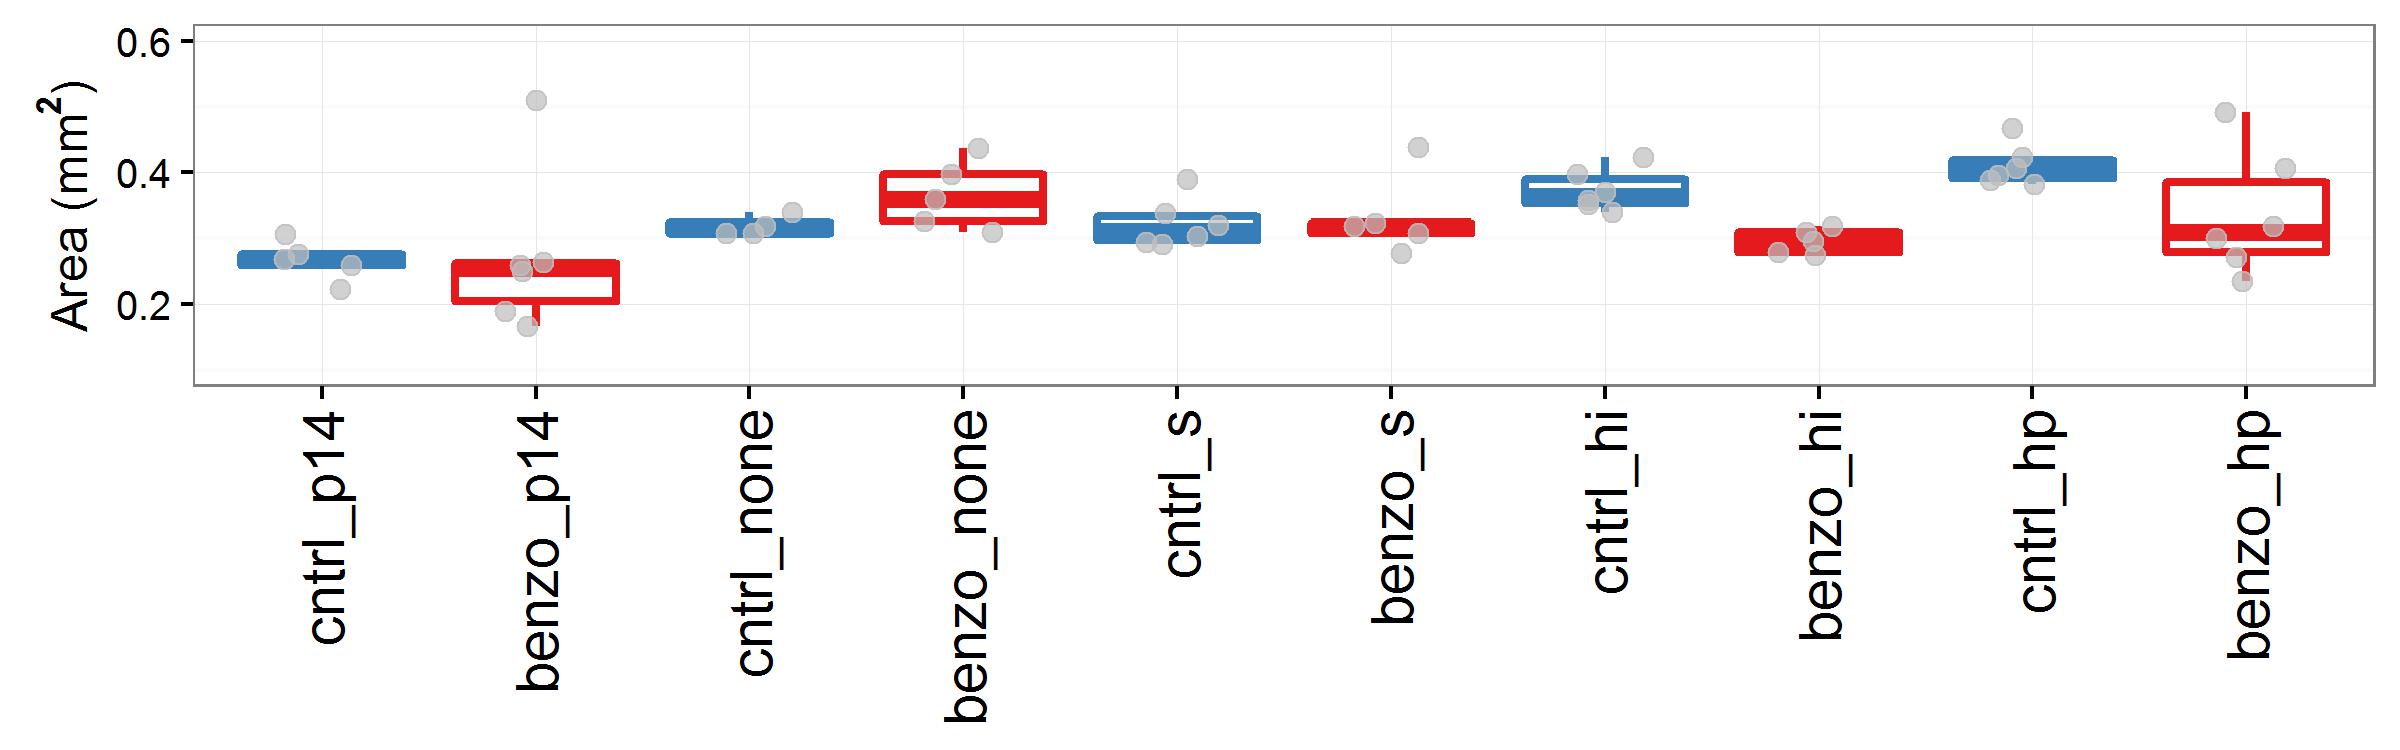 Area (mm²)
0.6
0.4
0.2
cntrl_p14
benzo_p14
cntrl_none
benzo_none
cntrl_s
benzo_s
cntrl_hi
benzo_hi
cntrl_hp
benzo_hp